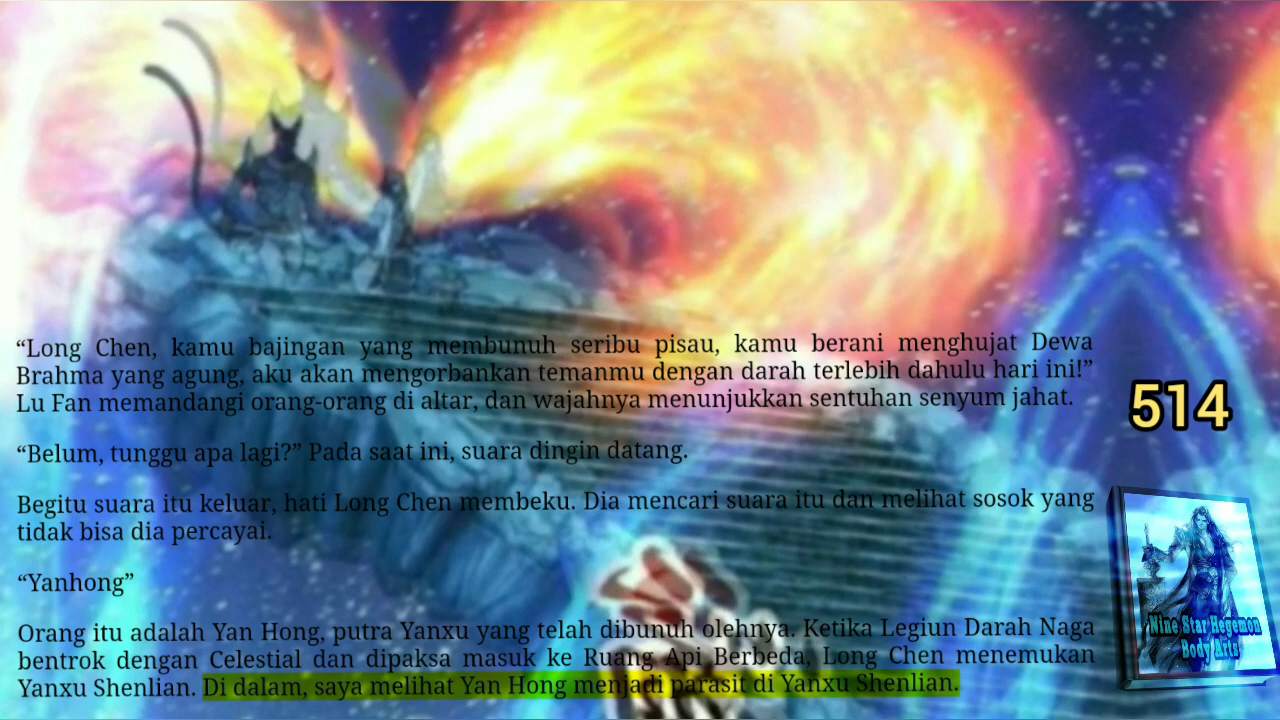 “Long Chen, kamu bajingan yang membunuh seribu pisau, kamu berani menghujat Dewa
Brahma yang agung, aku akan mengorbankan temanmu dengan darah terlebih dahulu hari ini!”
Lu Fan memandangi orang-orang di altar, dan wajahnya menunjukkan sentuhan senyum jahat.
“Belum, tunggu apa lagi?” Pada saat ini, suara dingin datang.
Begitu suara itu keluar, hati Long Chen membeku. Dia mencari suara itu dan melihat sosok yang
tidak bisa dia percayai.
“Yanhong”
Orang itu adalah Yan Hong, putra Yanxu yang telah dibunuh olehnya. Ketika Legiun Darah Naga
bentrok dengan Celestial dan dipaksa masuk ke Ruang Api Berbeda, Long Chen menemukan
Yanxu Shenlian. Di dalam, saya melihat Yan Hong menjadi parasit di Yanxu Shenlian.
514
Nine Star Hegemon
Body Arts